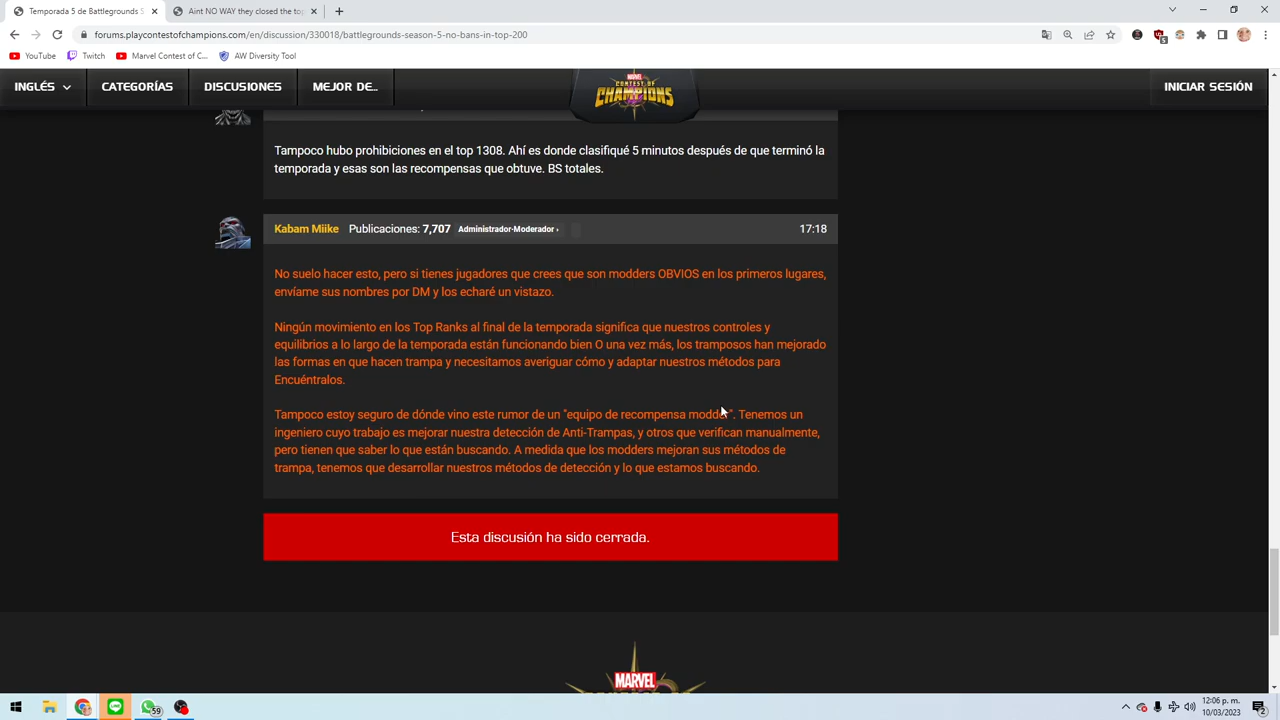 Temporada 5 de Battlegrounds S
Aint NO WAY they closed the top
forums.playcontestofchampions.com/en/discussion/330018/battlegrounds-season-5-no-bans-in-top-200
YouTube
Twitch
Marvel Contest of C...
AW Diversity Tool
INGLÉS
CATEGORÍAS
DISCUSIONES
MEJOR DE..
MARVEL
CONTEST OF
CHAMPIONS
INICIAR SESIÓN
Tampoco hubo prohibiciones en el top 1308. Ahí es donde clasifiqué 5 minutos después de que terminó la
temporada y esas son las recompensas que obtuve. BS totales.
Kabam Miike Publicaciones: 7,707 Administrador-Moderador › 17:18
No suelo hacer esto, pero si tienes jugadores que crees que son modders OBVIOS en los primeros lugares,
envíame sus nombres por DM y los echaré un vistazo.
Ningún movimiento en los Top Ranks al final de la temporada significa que nuestros controles y
equilibrios a lo largo de la temporada están funcionando bien O una vez más, los tramposos han mejorado
las formas en que hacen trampa y necesitamos averiguar cómo y adaptar nuestros métodos para
Encuéntralos.
Tampoco estoy seguro de dónde vino este rumor de un "equipo de recompensa modder". Tenemos un
ingeniero cuyo trabajo es mejorar nuestra detección de Anti-Trampas, y otros que verifican manualmente,
pero tienen que saber lo que están buscando. A medida que los modders mejoran sus métodos de
trampa, tenemos que desarrollar nuestros métodos de detección y lo que estamos buscando.
Esta discusión ha sido cerrada.
MARVEL
59
12:06 p. m.
10/03/2023
2